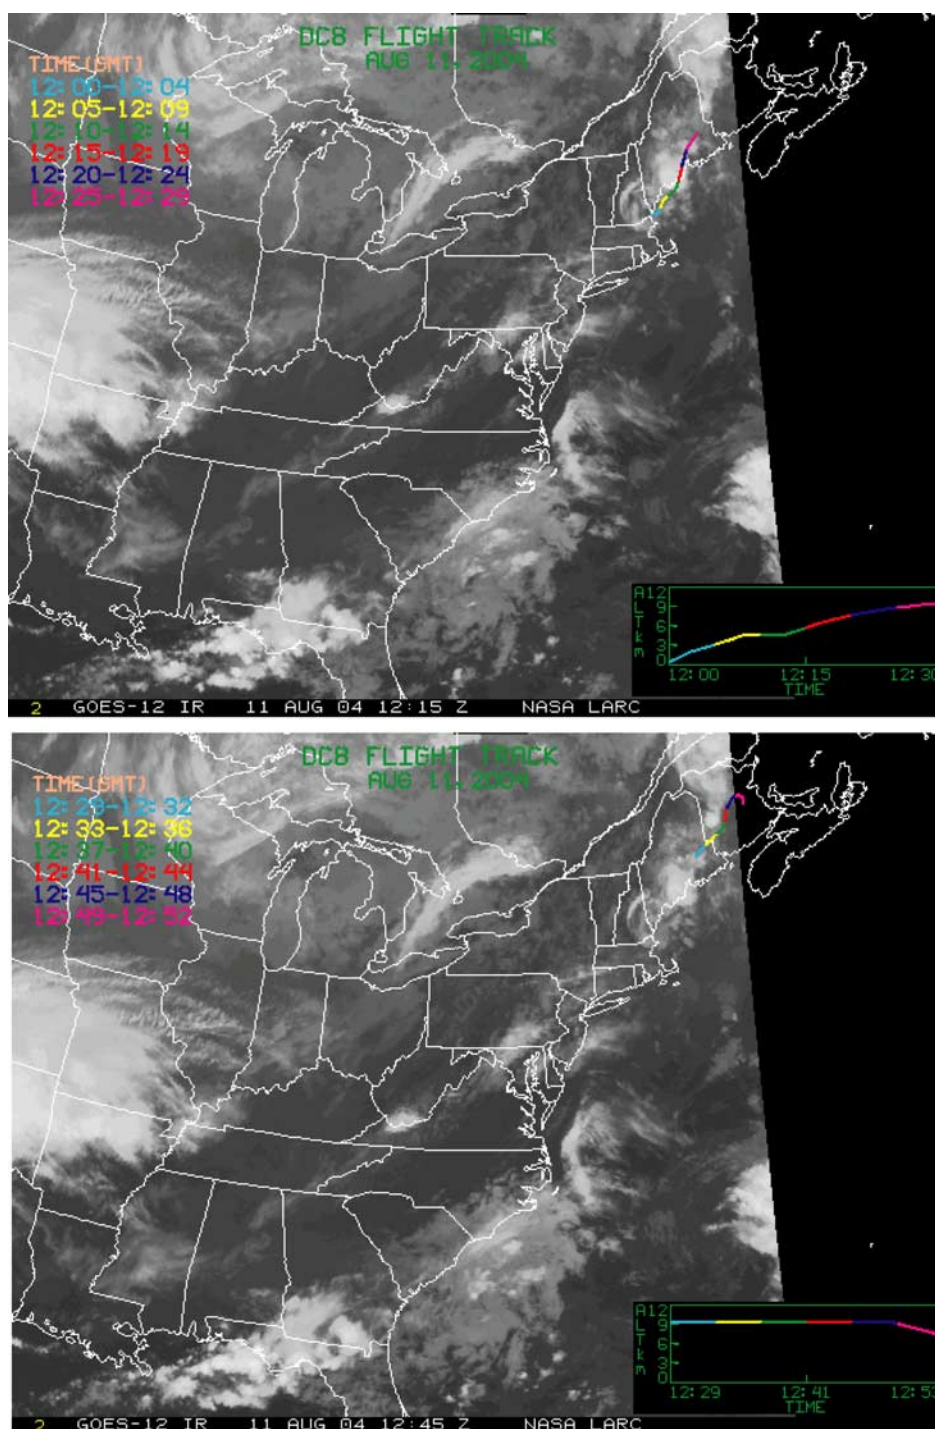 DC8 FLIGHT TRACK
AUG 11,2004
TIME(GMT)
12:00-12:04
12:05-12:09
12:10-12:14
12:15-12:19
12:20-12:24
12:25-12:29
ALT km
12
9
6
3
0
12:00 12:15 12:30
TIME
2 GOES-12 IR 11 AUG 04 12:15 Z NASA LARC
DC8 FLIGHT TRACK
AUG 11,2004
TIME(GMT)
12:29-12:32
12:33-12:36
12:37-12:40
12:41-12:44
12:45-12:48
12:49-12:52
ALT km
12
9
6
3
0
12:29 12:41 12:53
TIME
2 GOES-12 IR 11 AUG 04 12:45 Z NASA LARC